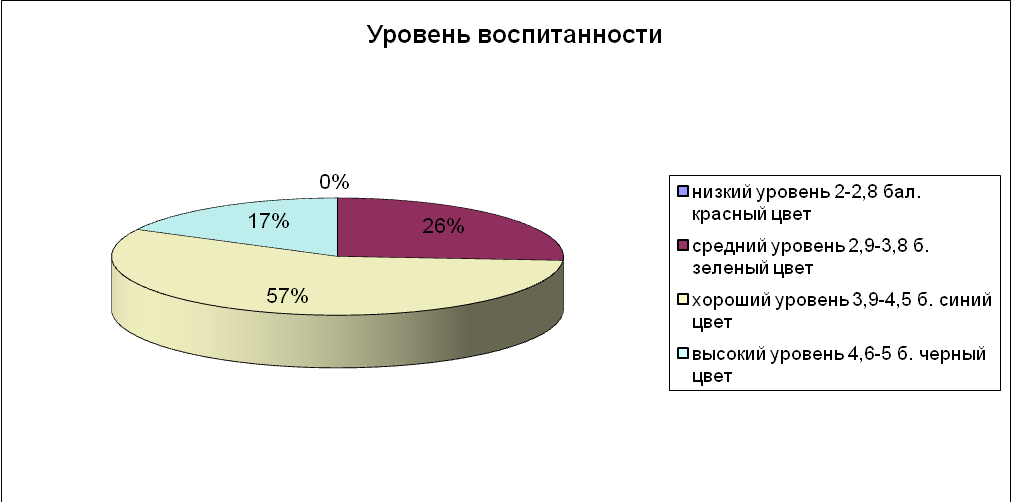 Уровень воспитанности
0%
17%
26%
57%
низкий уровень 2-2,8 бал.
красный цвет
средний уровень 2,9-3,8 б.
зеленый цвет
хороший уровень 3,9-4,5 б. синий
цвет
высокий уровень 4,6-5 б. черный
цвет